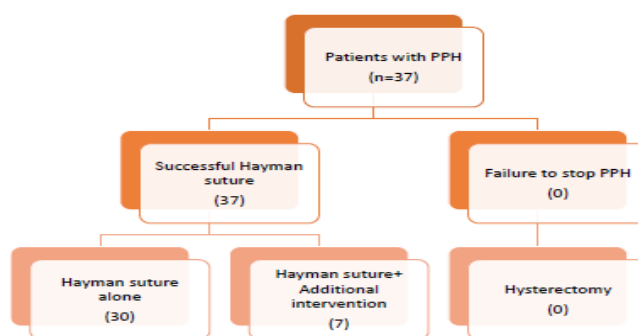 Patients with PPH
(n=37)
Successful Hayman
suture
(37)
Failure to stop PPH
(0)
Hayman suture
alone
(30)
Hayman suture+
Additional
intervention
(7)
Hysterectomy
(0)